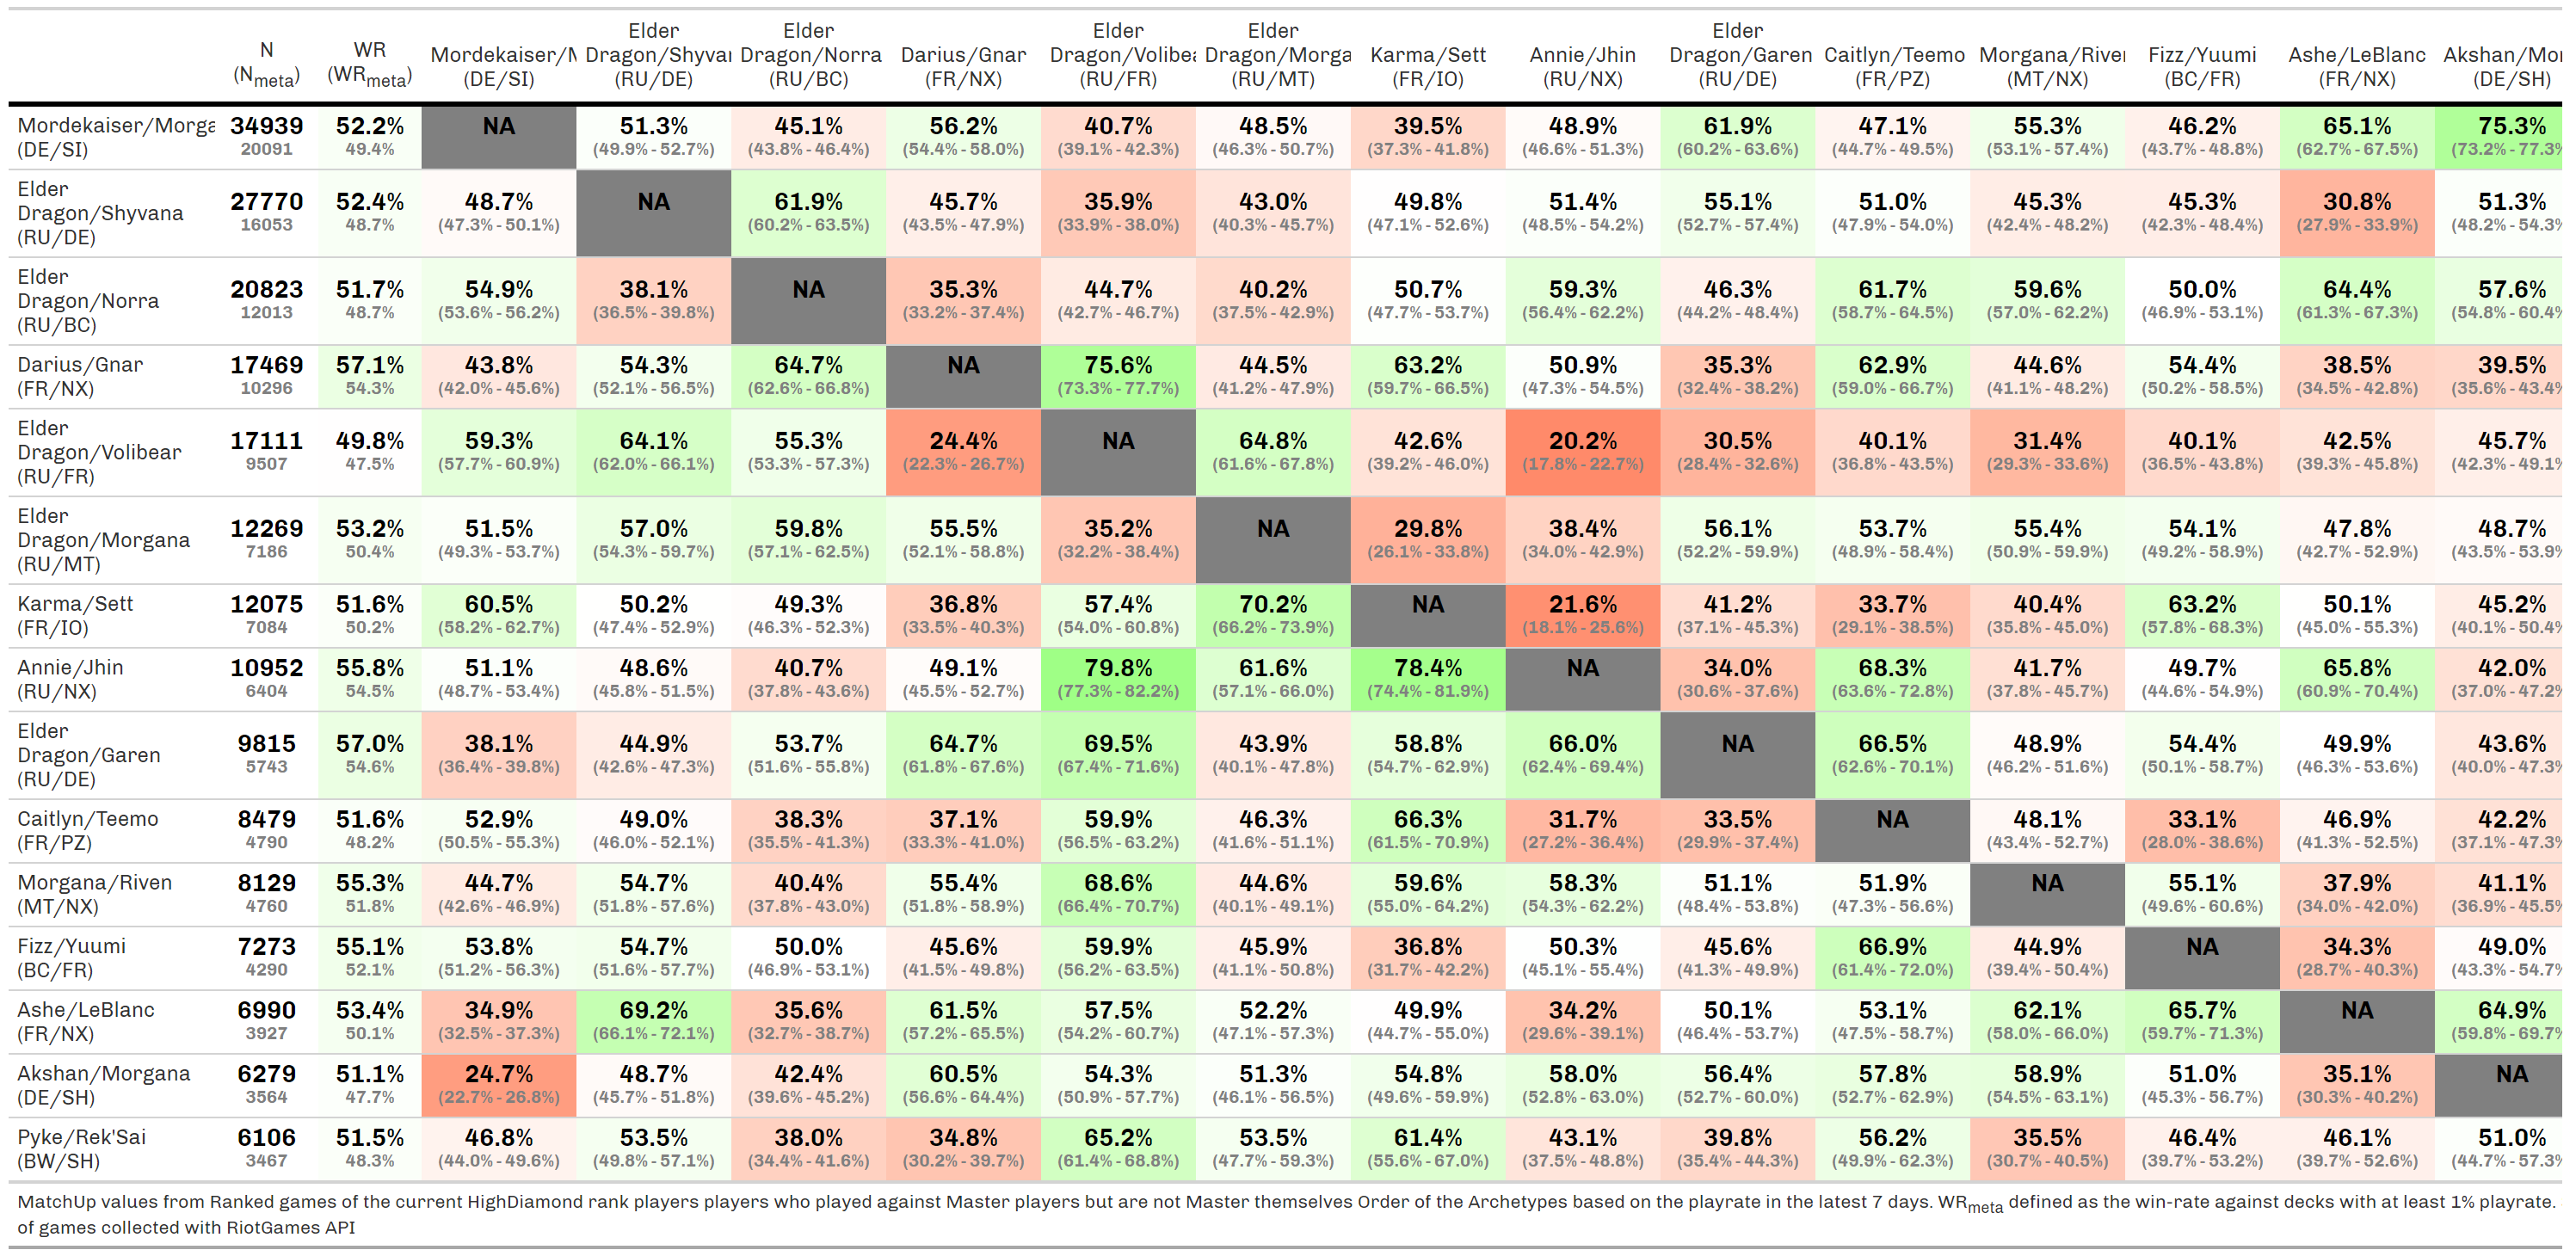 N (Nmeta) WR (WRmeta) Mordekaiser/M (DE/SI) Elder Dragon/Shyvan (RU/DE) Elder Dragon/Norra (RU/BC) Darius/Gnar (FR/NX) Elder Dragon/Volibea (RU/FR) Elder Dragon/Morga (RU/MT) Karma/Sett (FR/IO) Annie/Jhin (RU/NX) Elder Dragon/Garen (RU/DE) Caitlyn/Teemo (FR/PZ) Morgana/Riven (MT/NX) Fizz/Yuumi (BC/FR) Ashe/LeBlanc (FR/NX) Akshan/Mor (DE/SH)
Mordekaiser/Morga 34939 52.2% NA 51.3% 45.1% 56.2% 40.7% 48.5% 39.5% 48.9% 61.9% 47.1% 55.3% 46.2% 65.1% 75.3%
(DE/SI) 20091 49.4% (49.9% - 52.7%) (43.8% - 46.4%) (54.4% - 58.0%) (39.1% - 42.3%) (46.3% - 50.7%) (37.3% - 41.8%) (46.6% - 51.3%) (60.2% - 63.6%) (44.7% - 49.5%) (53.1% - 57.4%) (43.7% - 48.8%) (62.7% - 67.5%) (73.2% - 77.3%
Elder
Dragon/Shyvana 27770 52.4% 48.7% NA 61.9% 45.7% 35.9% 43.0% 49.8% 51.4% 55.1% 51.0% 45.3% 45.3% 30.8% 51.3%
(RU/DE) 16053 48.7% (47.3% - 50.1%) (60.2% - 63.5%) (43.5% - 47.9%) (33.9% - 38.0%) (40.3% - 45.7%) (47.1% - 52.6%) (48.5% - 54.2%) (52.7% - 57.4%) (47.9% - 54.0%) (42.4% - 48.2%) (42.3% - 48.4%) (27.9% - 33.9%) (48.2% - 54.3%
Elder
Dragon/Norra 20823 51.7% 54.9% 38.1% NA 35.3% 44.7% 40.2% 50.7% 59.3% 46.3% 61.7% 59.6% 50.0% 64.4% 57.6%
(RU/BC) 12013 48.7% (53.6% - 56.2%) (36.5% - 39.8%) (33.2% - 37.4%) (42.7% - 46.7%) (37.5% - 42.9%) (47.7% - 53.7%) (56.4% - 62.2%) (44.2% - 48.4%) (58.7% - 64.5%) (57.0% - 62.2%) (46.9% - 53.1%) (61.3% - 67.3%) (54.8% - 60.4%
Darius/Gnar 17469 57.1% 43.8% 54.3% 64.7% NA 75.6% 44.5% 63.2% 50.9% 35.3% 62.9% 44.6% 54.4% 38.5% 39.5%
(FR/NX) 10296 54.3% (42.0% - 45.6%) (52.1% - 56.5%) (62.6% - 66.8%) (73.3% - 77.7%) (41.2% - 47.9%) (59.7% - 66.5%) (47.3% - 54.5%) (32.4% - 38.2%) (59.0% - 66.7%) (41.1% - 48.2%) (50.2% - 58.5%) (34.5% - 42.8%) (35.6% - 43.4%
Elder
Dragon/Volibear 17111 49.8% 59.3% 64.1% 55.3% 24.4% NA 64.8% 42.6% 20.2% 30.5% 40.1% 31.4% 40.1% 42.5% 45.7%
(RU/FR) 9507 47.5% (57.7% - 60.9%) (62.0% - 66.1%) (53.3% - 57.3%) (22.3% - 26.7%) (61.6% - 67.8%) (39.2% - 46.0%) (17.8% - 22.7%) (28.4% - 32.6%) (36.8% - 43.5%) (29.3% - 33.6%) (36.5% - 43.8%) (39.3% - 45.8%) (42.3% - 49.1%
Elder
Dragon/Morgana 12269 53.2% 51.5% 57.0% 59.8% 55.5% 35.2% NA 29.8% 38.4% 56.1% 53.7% 55.4% 54.1% 47.8% 48.7%
(RU/MT) 7186 50.4% (49.3% - 53.7%) (54.3% - 59.7%) (57.1% - 62.5%) (52.1% - 58.8%) (32.2% - 38.4%) (26.1% - 33.8%) (34.0% - 42.9%) (52.2% - 59.9%) (48.9% - 58.4%) (50.9% - 59.9%) (49.2% - 58.9%) (42.7% - 52.9%) (43.5% - 53.9%
Karma/Sett 12075 51.6% 60.5% 50.2% 49.3% 36.8% 57.4% 70.2% NA 21.6% 41.2% 33.7% 40.4% 63.2% 50.1% 45.2%
(FR/IO) 7084 50.2% (58.2% - 62.7%) (47.4% - 52.9%) (46.3% - 52.3%) (33.5% - 40.3%) (54.0% - 60.8%) (66.2% - 73.9%) (18.1% - 25.6%) (37.1% - 45.3%) (29.1% - 38.5%) (35.8% - 45.0%) (57.8% - 68.3%) (45.0% - 55.3%) (40.1% - 50.4%
Annie/Jhin 10952 55.8% 51.1% 48.6% 40.7% 49.1% 79.8% 61.6% 78.4% NA 34.0% 68.3% 41.7% 49.7% 65.8% 42.0%
(RU/NX) 6404 54.5% (48.7% - 53.4%) (45.8% - 51.5%) (37.8% - 43.6%) (45.5% - 52.7%) (77.3% - 82.2%) (57.1% - 66.0%) (74.4% - 81.9%) (30.6% - 37.6%) (63.6% - 72.8%) (37.8% - 45.7%) (44.6% - 54.9%) (60.9% - 70.4%) (37.0% - 47.2%
Elder
Dragon/Garen 9815 57.0% 38.1% 44.9% 53.7% 64.7% 69.5% 43.9% 58.8% 66.0% NA 66.5% 48.9% 54.4% 49.9% 43.6%
(RU/DE) 5743 54.6% (36.4% - 39.8%) (42.6% - 47.3%) (51.6% - 55.8%) (61.8% - 67.6%) (67.4% - 71.6%) (40.1% - 47.8%) (54.7% - 62.9%) (62.4% - 69.4%) (62.6% - 70.1%) (46.2% - 51.6%) (50.1% - 58.7%) (46.3% - 53.6%) (40.0% - 47.3%
Caitlyn/Teemo 8479 51.6% 52.9% 49.0% 38.3% 37.1% 59.9% 46.3% 66.3% 31.7% 33.5% NA 48.1% 33.1% 46.9% 42.2%
(FR/PZ) 4790 48.2% (50.5% - 55.3%) (46.0% - 52.1%) (35.5% - 41.3%) (33.3% - 41.0%) (56.5% - 63.2%) (41.6% - 51.1%) (61.5% - 70.9%) (27.2% - 36.4%) (29.9% - 37.4%) (43.4% - 52.7%) (28.0% - 38.6%) (41.3% - 52.5%) (37.1% - 47.3%
Morgana/Riven 8129 55.3% 44.7% 54.7% 40.4% 55.4% 68.6% 44.6% 59.6% 58.3% 51.1% 51.9% NA 55.1% 37.9% 41.1%
(MT/NX) 4760 51.8% (42.6% - 46.9%) (51.8% - 57.6%) (37.8% - 43.0%) (51.8% - 58.9%) (66.4% - 70.7%) (40.1% - 49.1%) (55.0% - 64.2%) (54.3% - 62.2%) (48.4% - 53.8%) (47.3% - 56.6%) (49.6% - 60.6%) (34.0% - 42.0%) (36.9% - 45.5%
Fizz/Yuumi 7273 55.1% 53.8% 54.7% 50.0% 45.6% 59.9% 45.9% 36.8% 50.3% 45.6% 66.9% 44.9% NA 34.3% 49.0%
(BC/FR) 4290 52.1% (51.2% - 56.3%) (51.6% - 57.7%) (46.9% - 53.1%) (41.5% - 49.8%) (56.2% - 63.5%) (41.1% - 50.8%) (31.7% - 42.2%) (45.1% - 55.4%) (41.3% - 49.9%) (61.4% - 72.0%) (39.4% - 50.4%) (28.7% - 40.3%) (43.3% - 54.7%
Ashe/LeBlanc 6990 53.4% 34.9% 69.2% 35.6% 61.5% 57.5% 52.2% 49.9% 34.2% 50.1% 53.1% 62.1% 65.7% NA 64.9%
(FR/NX) 3927 50.1% (32.5% - 37.3%) (66.1% - 72.1%) (32.7% - 38.7%) (57.2% - 65.5%) (54.2% - 60.7%) (47.1% - 57.3%) (44.7% - 55.0%) (29.6% - 39.1%) (46.4% - 53.7%) (47.5% - 58.7%) (58.0% - 66.0%) (59.7% - 71.3%) (59.8% - 69.7%
Akshan/Morgana 6279 51.1% 24.7% 48.7% 42.4% 60.5% 54.3% 51.3% 54.8% 58.0% 56.4% 57.8% 58.9% 51.0% 35.1% NA
(DE/SH) 3564 47.7% (22.7% - 26.8%) (45.7% - 51.8%) (39.6% - 45.2%) (56.6% - 64.4%) (50.9% - 57.7%) (46.1% - 56.5%) (49.6% - 59.9%) (52.8% - 63.0%) (52.7% - 60.0%) (52.7% - 62.9%) (54.5% - 63.1%) (45.3% - 56.7%) (30.3% - 40.2%)
Pyke/Rek'Sai 6106 51.5% 46.8% 53.5% 38.0% 34.8% 65.2% 53.5% 61.4% 43.1% 39.8% 56.2% 35.5% 46.4% 46.1% 51.0%
(BW/SH) 3467 48.3% (44.0% - 49.6%) (49.8% - 57.1%) (34.4% - 41.6%) (30.2% - 39.7%) (61.4% - 68.8%) (47.7% - 59.3%) (55.6% - 67.0%) (37.5% - 48.8%) (35.4% - 44.3%) (49.9% - 62.3%) (30.7% - 40.5%) (39.7% - 53.2%) (39.7% - 52.6%) (44.7% - 57.3%
MatchUp values from Ranked games of the current HighDiamond rank players players who played against Master players but are not Master themselves Order of the Archetypes based on the playrate in the latest 7 days. WRmeta defined as the win-rate against decks with at least 1% playrate.
of games collected with RiotGames API